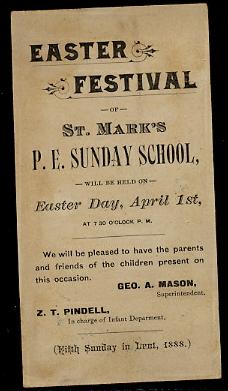 EASTER
FESTIVAL
—OF—
ST. MARK'S
P. E. SUNDAY SCHOOL,
—WILL BE HELD ON—
Easter Day, April 1st,
AT 7 30 O'CLOCK P. M.
We will be pleased to have the parents
and friends of the children present on
this occasion.
GEO. A. MASON,
Superintendent.
Z. T. PINDELL,
In charge of Infant Deparment.
(Fifth Sunday in Lent, 1888.)